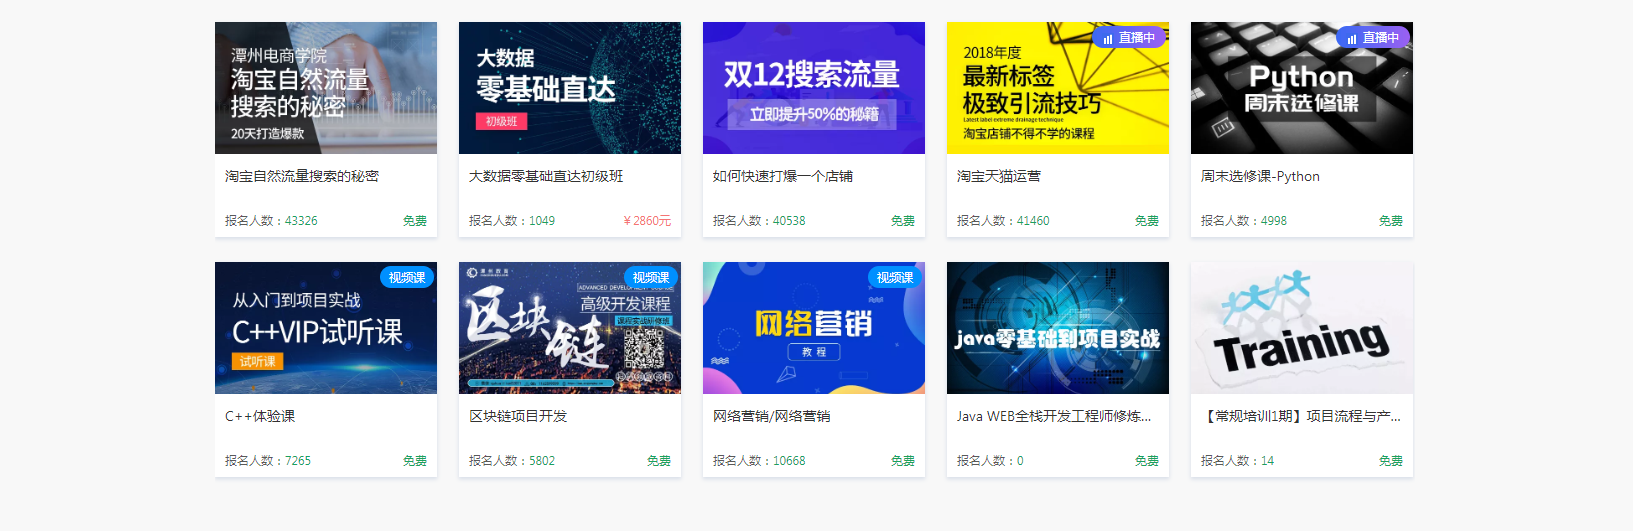 潭州电商学院
淘宝自然流量
搜索的秘密
20天打造爆款
淘宝自然流量搜索的秘密
报名人数：43326 免费
大数据
零基础直达
初级班
大数据零基础直达初级班
报名人数：1049 ￥2860元
双12搜索流量
立即提升50%的秘籍
如何快速打爆一个店铺
报名人数：40538 免费
直播中
2018年度
最新标签
极致引流技巧
Latest label extreme drainage technique
淘宝店铺不得不学的课程
淘宝天猫运营
报名人数：41460 免费
直播中
Python
周末选修课
周末选修课-Python
报名人数：4998 免费
视频课
从入门到项目实战
C++VIP试听课
试听课
C++体验课
报名人数：7265 免费
视频课
潭州教育
区块链
高级开发课程
课程实战研修班
区块链项目开发
报名人数：5802 免费
视频课
网络营销
教程
网络营销/网络营销
报名人数：10668 免费
java零基础到项目实战
Java WEB全栈开发工程师修炼...
报名人数：0 免费
Training
【常规培训1期】项目流程与产...
报名人数：14 免费